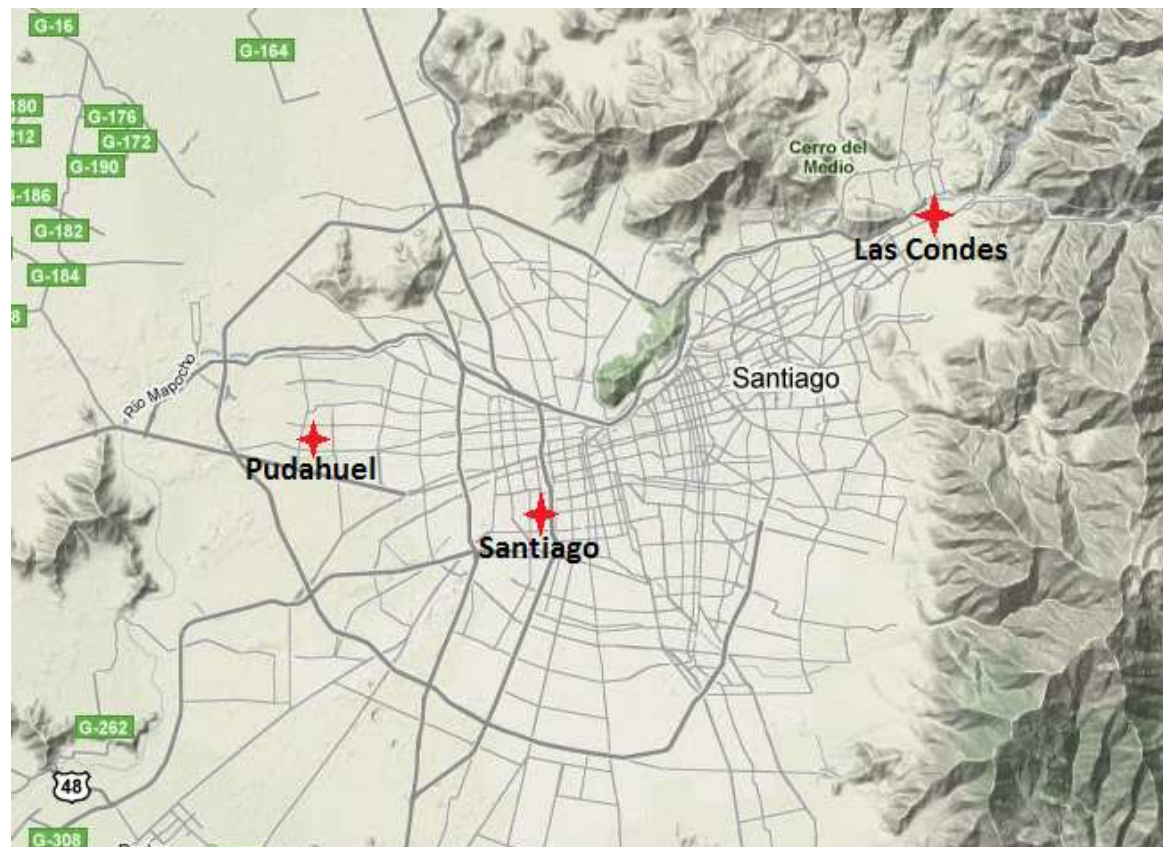 G-16
G-164
180
G-176
212
G-172
G-190
G-186
G-182
G-184
8
Cerro del
Medio
Las Condes
Rio Mapocho
Santiago
Pudahuel
Santiago
G-262
48
G-308